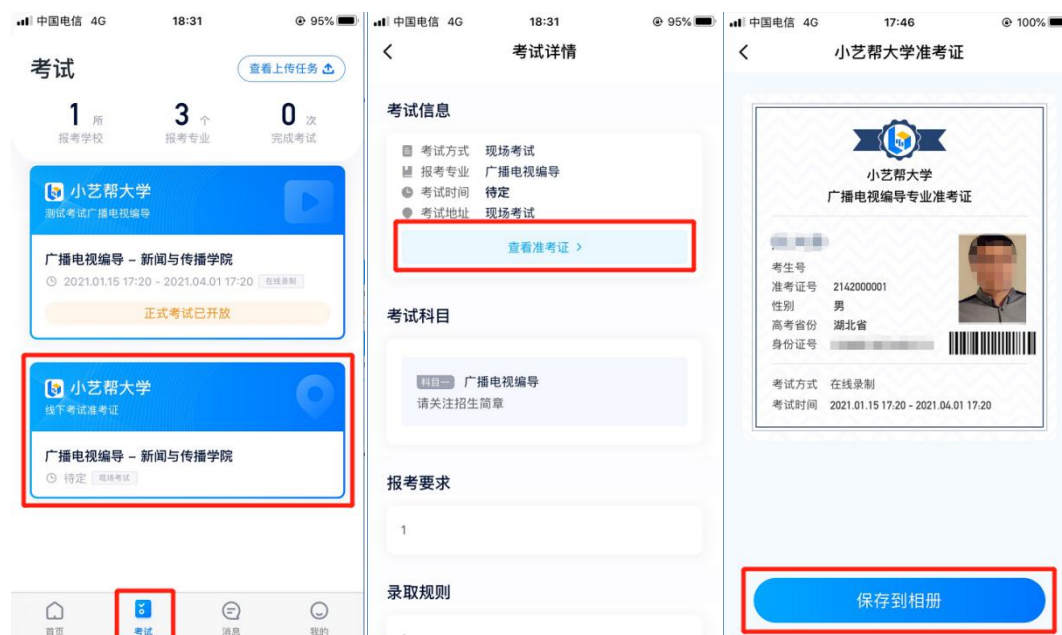 中国电信 4G 18:31 95%
考试
查看上传任务
1 所 3 个 0 次
报考学校 报考专业 完成考试
小艺帮大学
测试考试广播电视编导
广播电视编导 – 新闻与传播学院
2021.01.15 17:20 - 2021.04.01 17:20 在线录制
正式考试已开放
小艺帮大学
线下考试准考证
广播电视编导 – 新闻与传播学院
待定 现场考试
首页 考试 消息 我的
中国电信 4G 18:31 95%
考试详情
考试信息
考试方式 现场考试
报考专业 广播电视编导
考试时间 待定
考试地址 现场考试
查看准考证 >
考试科目
科目一 广播电视编导
请关注招生简章
报考要求
1
录取规则
中国电信 4G 17:46 100%
小艺帮大学准考证
小艺帮大学
广播电视编导专业准考证
考生号
准考证号 2142000001
性别 男
高考省份 湖北省
身份证号
考试方式 在线录制
考试时间 2021.01.15 17:20 - 2021.04.01 17:20
保存到相册